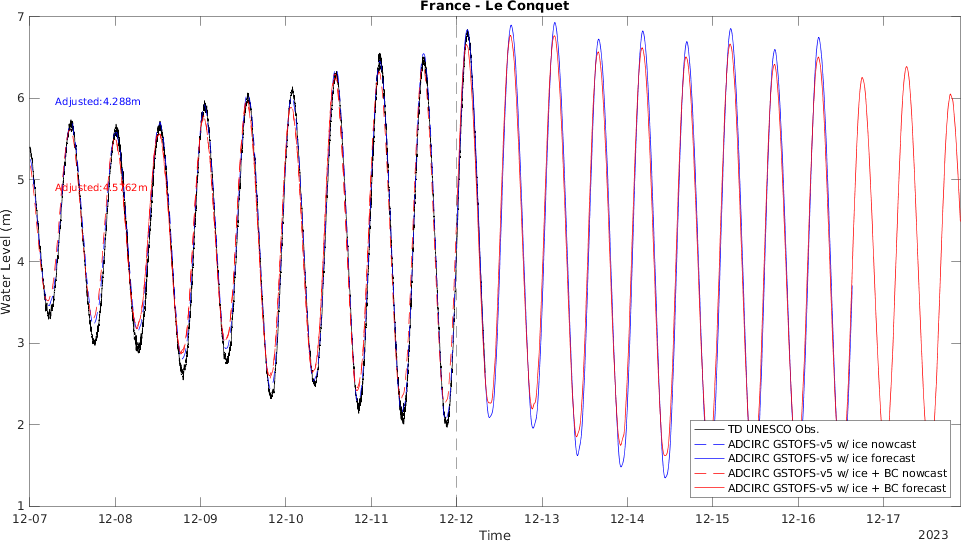 France - Le Conquet
7
6
5
4
3
2
1
Water Level (m)
Adjusted:4.288m
Adjusted:4.5762m
TD UNESCO Obs.
ADCIRC GSTOFS-v5 w/ ice nowcast
ADCIRC GSTOFS-v5 w/ ice forecast
ADCIRC GSTOFS-v5 w/ ice + BC nowcast
ADCIRC GSTOFS-v5 w/ ice + BC forecast
12-07 12-08 12-09 12-10 12-11 12-12 12-13 12-14 12-15 12-16 12-17
Time
2023